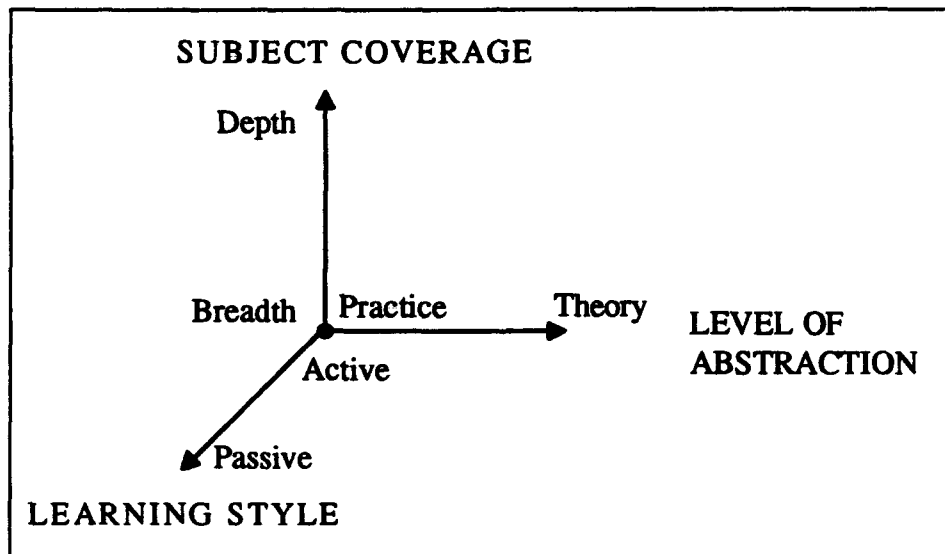 SUBJECT COVERAGE
Depth
Breadth
Practice
Theory
LEVEL OF
ABSTRACTION
Active
Passive
LEARNING STYLE